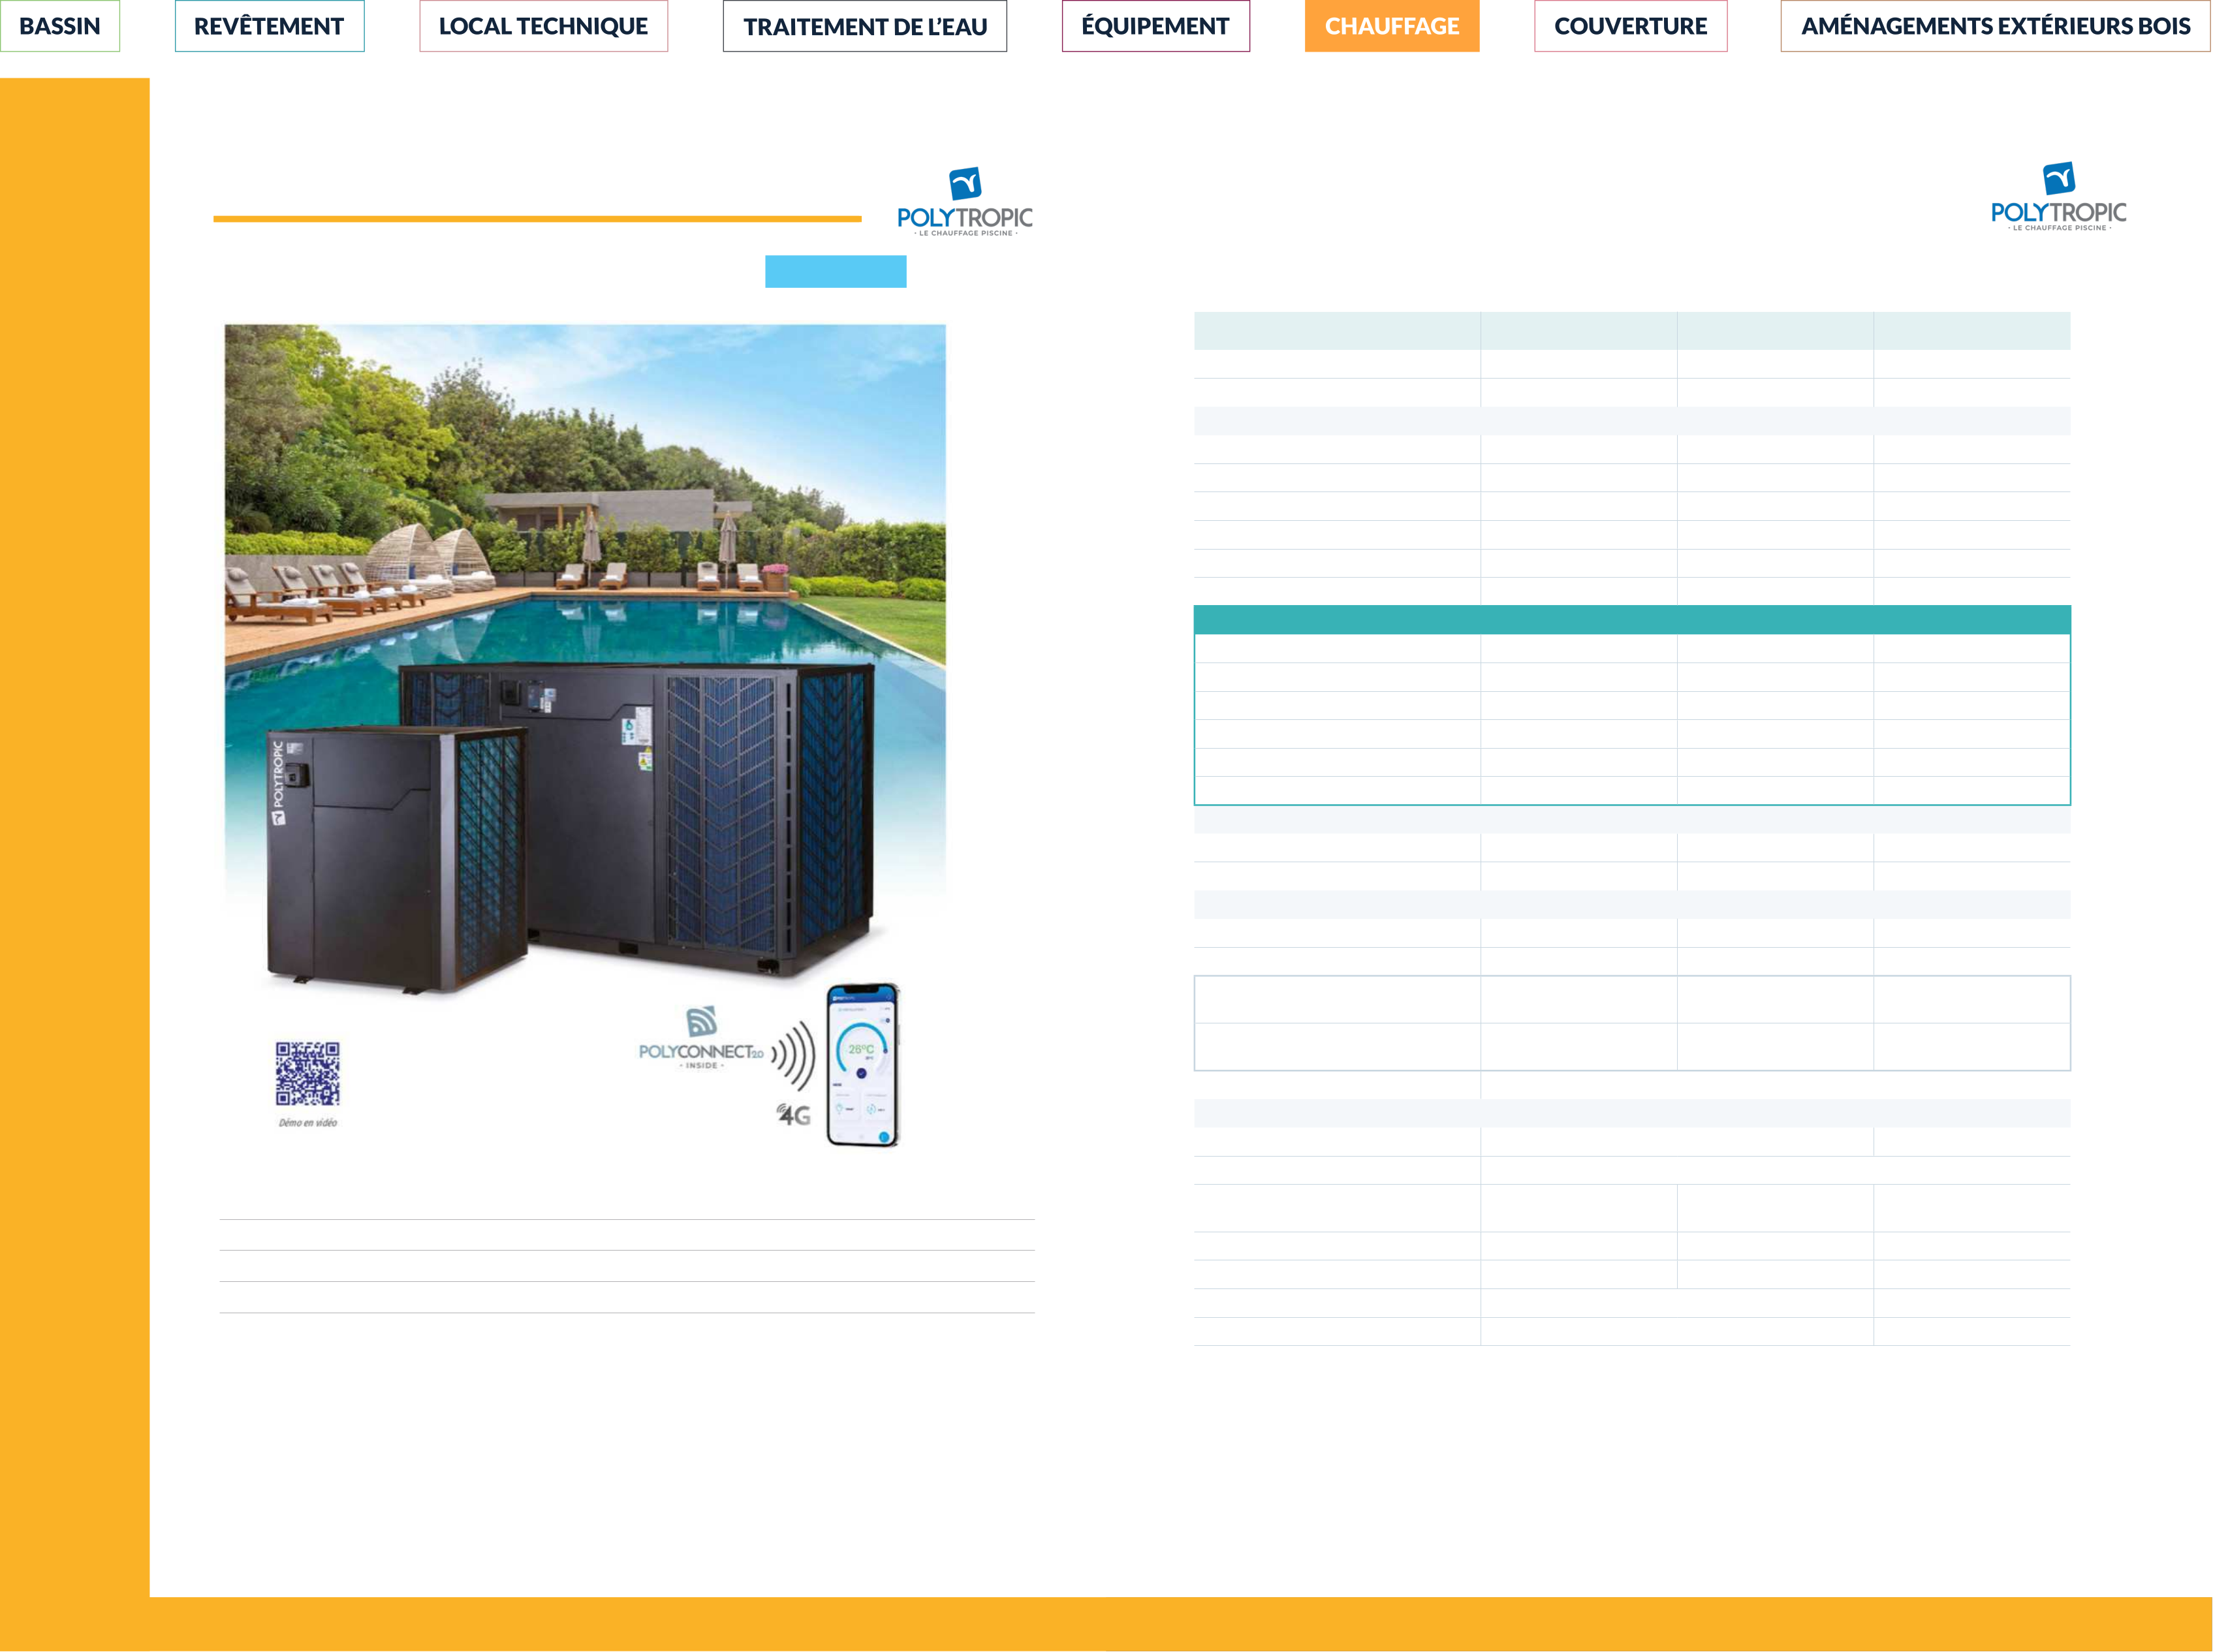 BASSIN
REVÊTEMENT
LOCAL TECHNIQUE
TRAITEMENT DE L'EAU
ÉQUIPEMENT
CHAUFFAGE
COUVERTURE
AMÉNAGEMENTS EXTÉRIEURS BOIS
POLYTROPIC
• LE CHAUFFAGE PISCINE •
POLYTROPIC
• LE CHAUFFAGE PISCINE •
POLYTROPIC
POLYCONNECT2.0
- INSIDE -
4G
26°C
Démo en vidéo